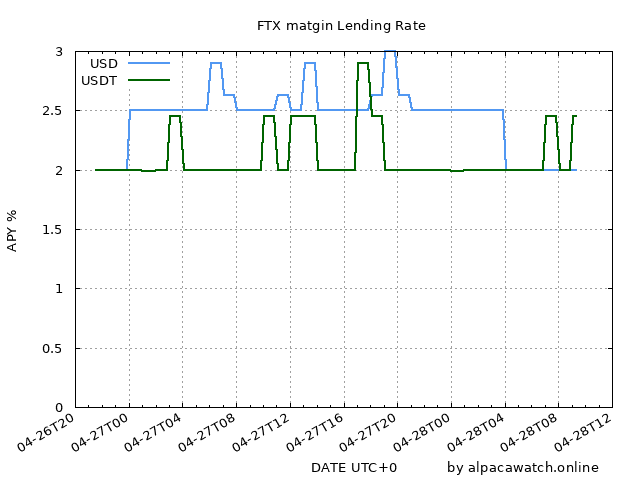 FTX matgin Lending Rate
USD
USDT
3
2.5
2
1.5
1
0.5
0
APY %
04-26T20
04-27T00
04-27T04
04-27T08
04-27T12
04-27T16
04-27T20
04-28T00
04-28T04
04-28T08
04-28T12
DATE UTC+0
by alpacawatch.online